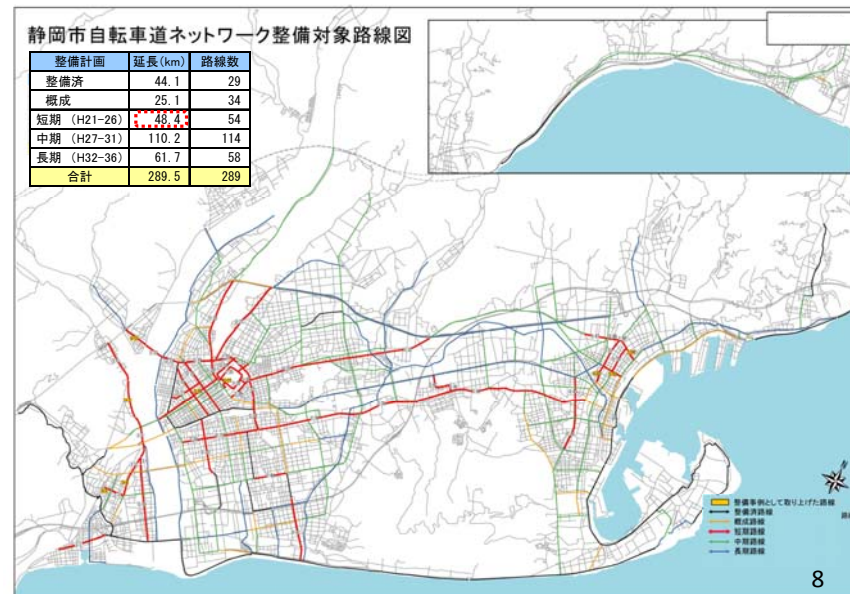 静岡市自転車道ネットワーク整備対象路線図
整備計画 延長(km) 路線数
整備済 44.1 29
概成 25.1 34
短期 (H21-26) 48.4 54
中期 (H27-31) 110.2 114
長期 (H32-36) 61.7 58
合計 289.5 289
N
整備事例として取り上げた路線
整備済路線
概成路線
短期路線
中期路線
長期路線
8